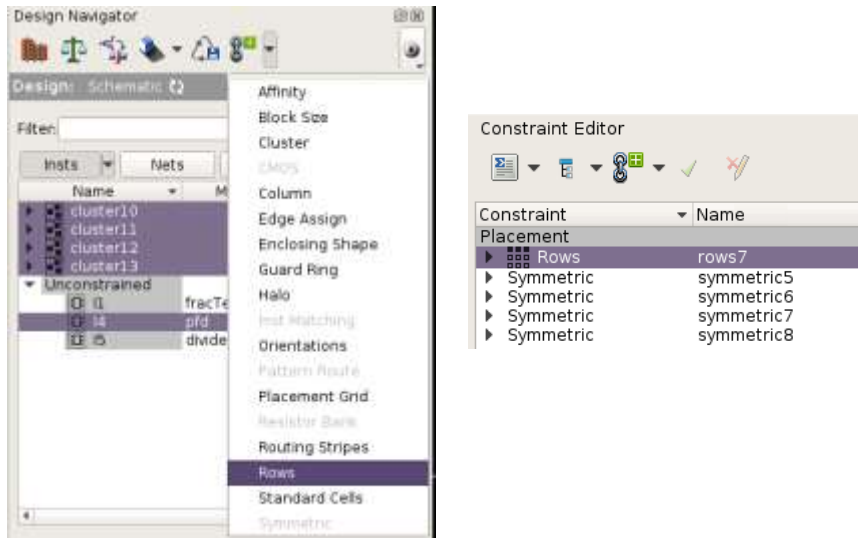 Design Navigator
Design: Schematic
Filter:
Insts Nets
Name M
cluster10
cluster11
cluster12
cluster13
Unconstrained
I1 fracTe
I4 pfd
I5 divide
Affinity
Block Size
Cluster
CMOS
Column
Edge Assign
Enclosing Shape
Guard Ring
Halo
Inst Matching
Orientations
Pattern Route
Placement Grid
Resistor Bank
Routing Stripes
Rows
Standard Cells
Symmetric
Constraint Editor
Constraint Name
Placement
Rows rows7
Symmetric symmetric5
Symmetric symmetric6
Symmetric symmetric7
Symmetric symmetric8